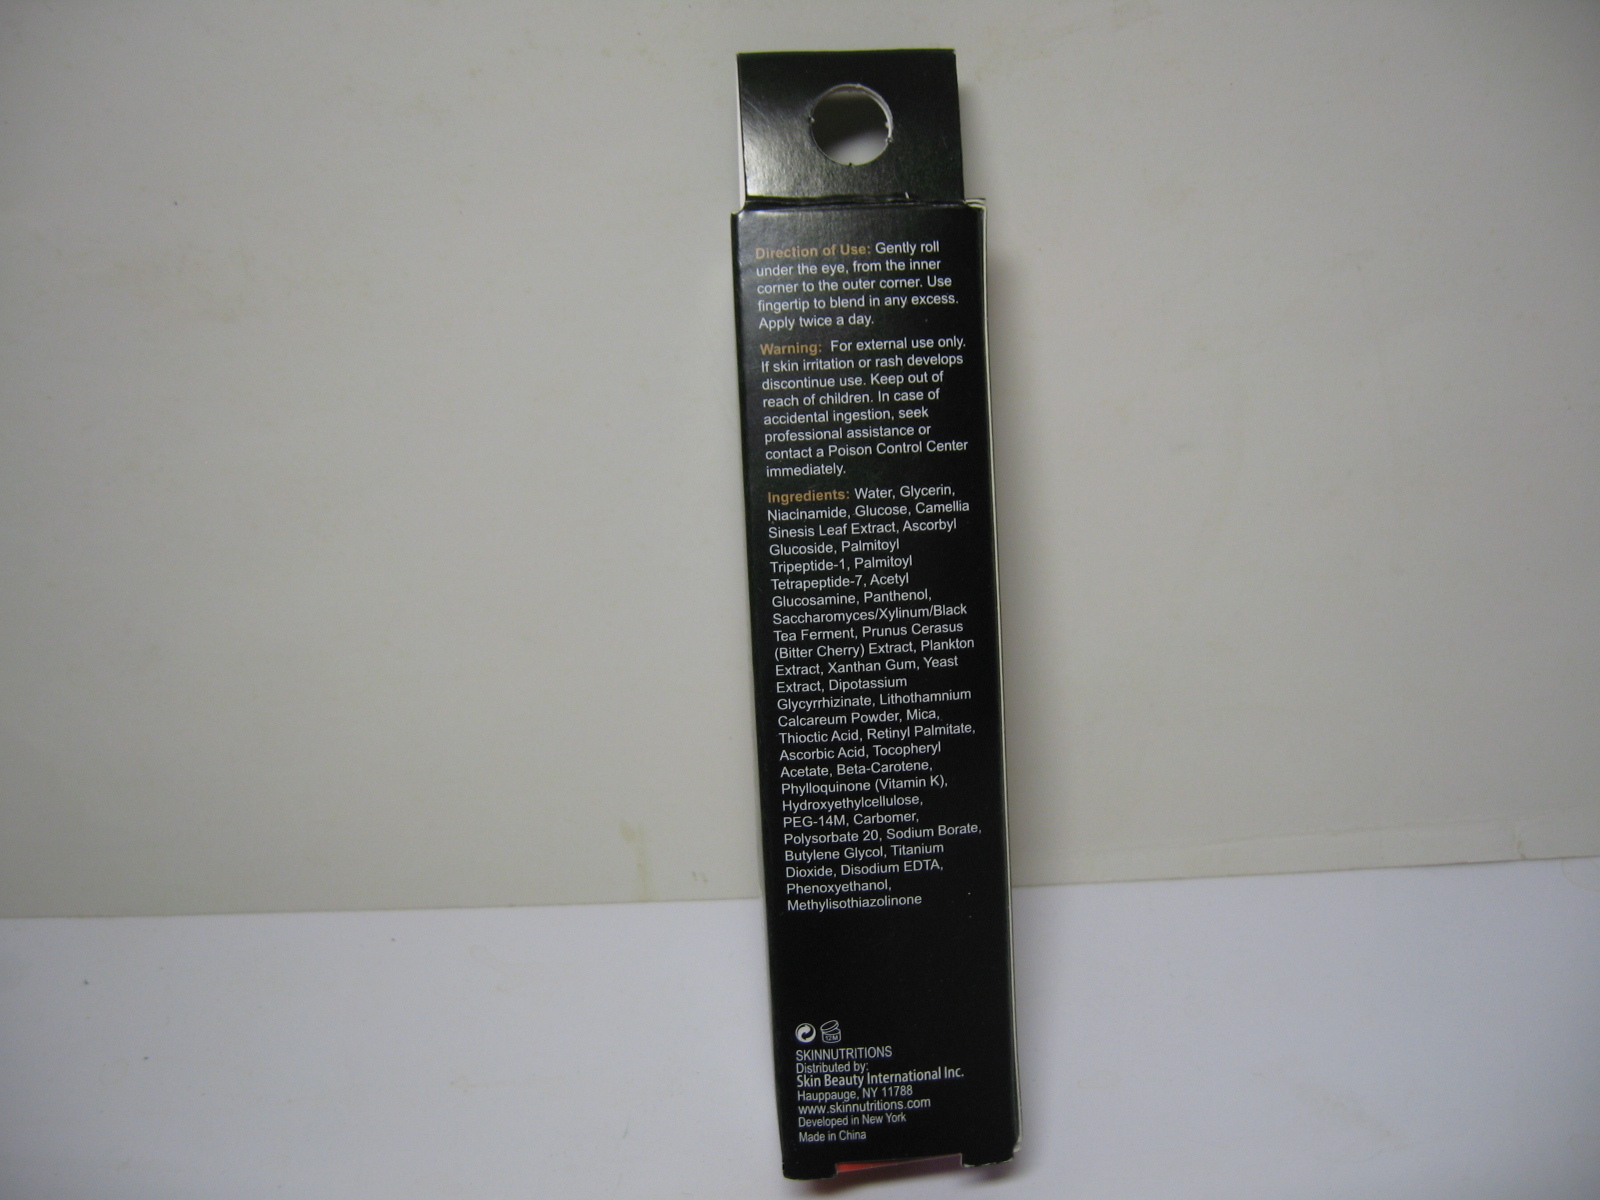 Direction of Use: Gently roll
under the eye, from the inner
corner to the outer corner. Use
fingertip to blend in any excess.
Apply twice a day.
Warning: For external use only.
If skin irritation or rash develops
discontinue use. Keep out of
reach of children. In case of
accidental ingestion, seek
professional assistance or
contact a Poison Control Center
immediately.
Ingredients: Water, Glycerin,
Niacinamide, Glucose, Camellia
Sinesis Leaf Extract, Ascorbyl
Glucoside, Palmitoyl
Tripeptide-1, Palmitoyl
Tetrapeptide-7, Acetyl
Glucosamine, Panthenol,
Saccharomyces/Xylinum/Black
Tea Ferment, Prunus Cerasus
(Bitter Cherry) Extract, Plankton
Extract, Xanthan Gum, Yeast
Extract, Dipotassium
Glycyrrhizinate, Lithothamnium
Calcareum Powder, Mica,
Thioctic Acid, Retinyl Palmitate,
Ascorbic Acid, Tocopheryl
Acetate, Beta-Carotene,
Phylloquinone (Vitamin K),
Hydroxyethylcellulose,
PEG-14M, Carbomer,
Polysorbate 20, Sodium Borate,
Butylene Glycol, Titanium
Dioxide, Disodium EDTA,
Phenoxyethanol,
Methylisothiazolinone
12M
SKINNUTRITIONS
Distributed by:
Skin Beauty International Inc.
Hauppauge, NY 11788
www.skinnutritions.com
Developed in New York
Made in China